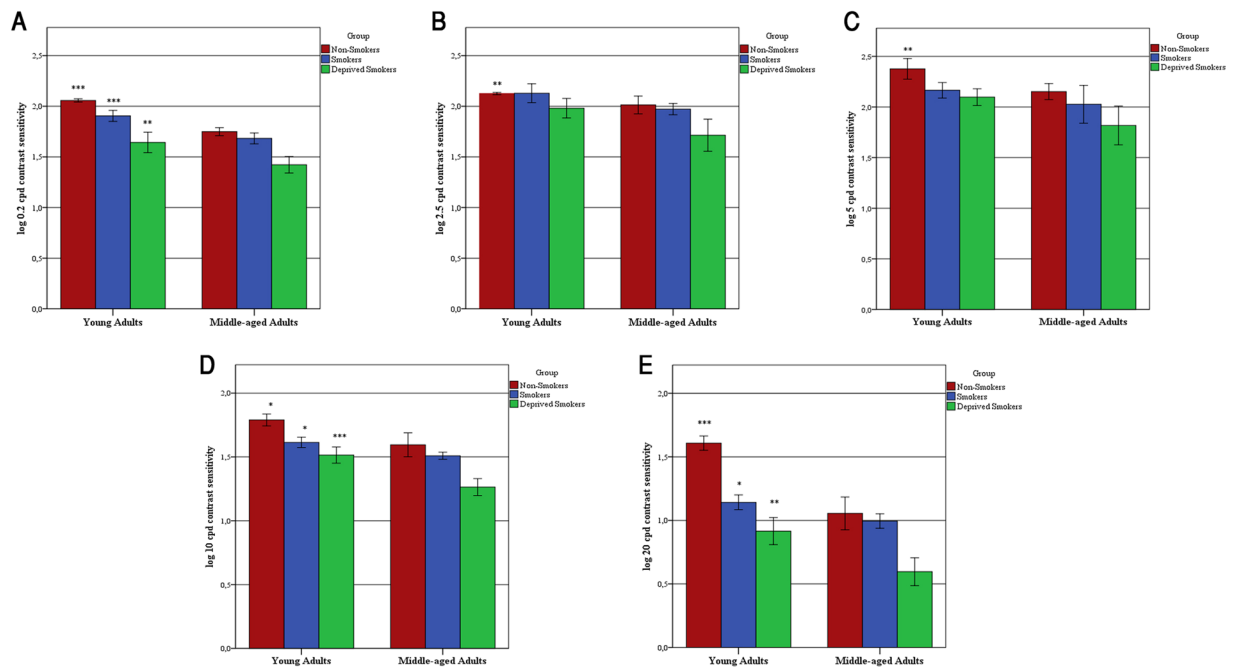 A
Group
Non-Smokers
Smokers
Deprived Smokers
log 0.2 cpd contrast sensitivity
2,5
2,0
1,5
1,0
0,5
0,0
***
***
**
Young Adults
Middle-aged Adults
B
Group
Non-Smokers
Smokers
Deprived Smokers
log 2.5 cpd contrast sensitivity
2,5
2,0
1,5
1,0
0,5
0,0
**
Young Adults
Middle-aged Adults
C
Group
Non-Smokers
Smokers
Deprived Smokers
log 5 cpd contrast sensitivity
2,5
2,0
1,5
1,0
0,5
0,0
**
Young Adults
Middle-aged Adults
D
Group
Non-Smokers
Smokers
Deprived Smokers
log 10 cpd contrast sensitivity
2,0
1,5
1,0
0,5
0,0
*
*
***
Young Adults
Middle-aged Adults
E
Group
Non-Smokers
Smokers
Deprived Smokers
log 20 cpd contrast sensitivity
2,0
1,5
1,0
0,5
0,0
***
*
**
Young Adults
Middle-aged Adults